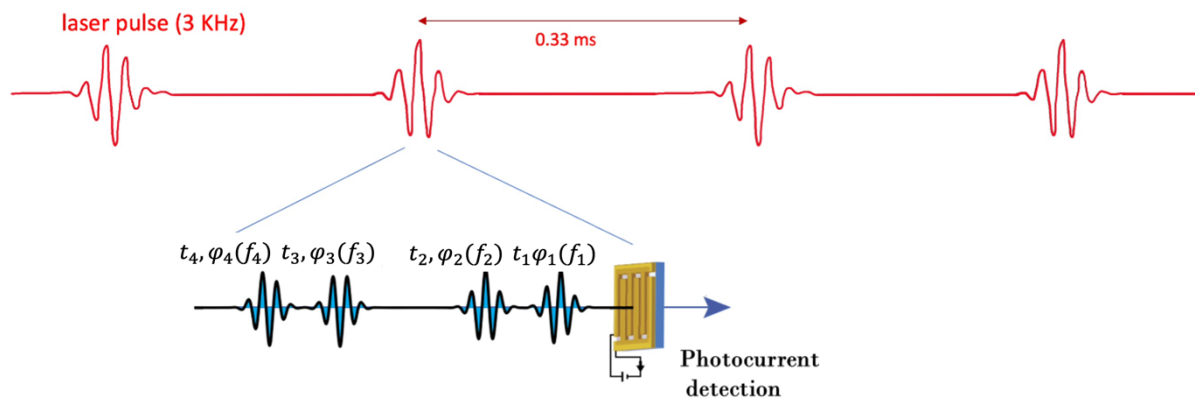 laser pulse (3 KHz)
0.33 ms
t₄, φ₄(f₄) t₃, φ₃(f₃) t₂, φ₂(f₂) t₁φ₁(f₁)
Photocurrent
detection